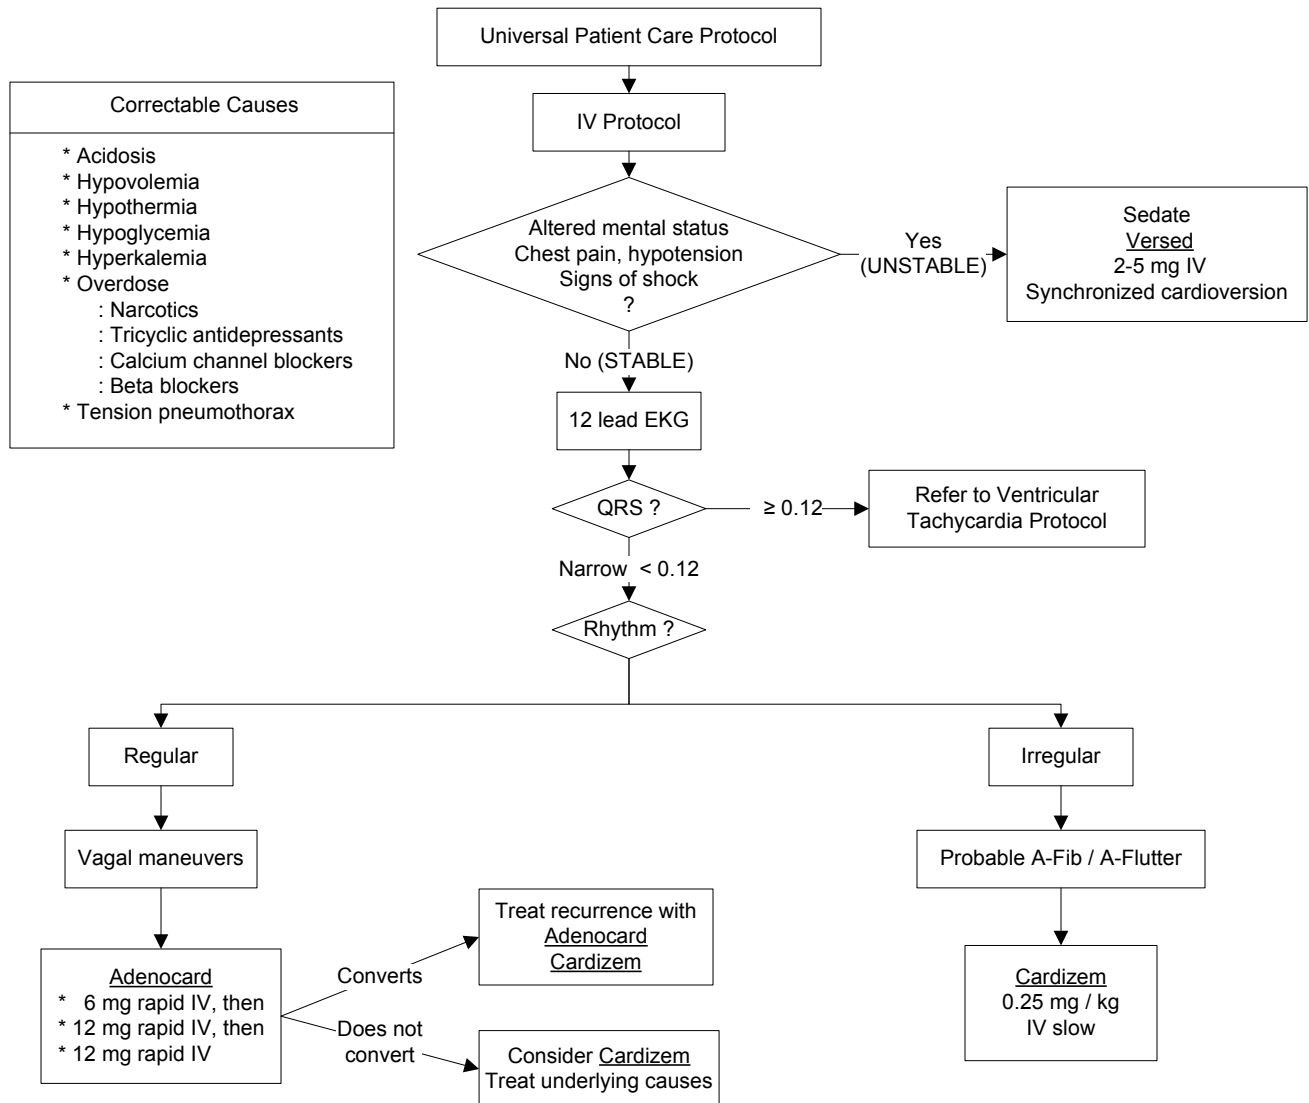 Universal Patient Care Protocol
Correctable Causes
* Acidosis
* Hypovolemia
* Hypothermia
* Hypoglycemia
* Hyperkalemia
* Overdose
: Narcotics
: Tricyclic antidepressants
: Calcium channel blockers
: Beta blockers
* Tension pneumothorax
IV Protocol
Altered mental status
Chest pain, hypotension
Signs of shock
?
Yes
(UNSTABLE)
Sedate
Versed
2-5 mg IV
Synchronized cardioversion
No (STABLE)
12 lead EKG
QRS ?
≥ 0.12
Refer to Ventricular
Tachycardia Protocol
Narrow < 0.12
Rhythm ?
Regular
Irregular
Vagal maneuvers
Probable A-Fib / A-Flutter
Adenocard
* 6 mg rapid IV, then
* 12 mg rapid IV, then
* 12 mg rapid IV
Converts
Treat recurrence with
Adenocard
Cardizem
Does not
convert
Consider Cardizem
Treat underlying causes
Cardizem
0.25 mg / kg
IV slow